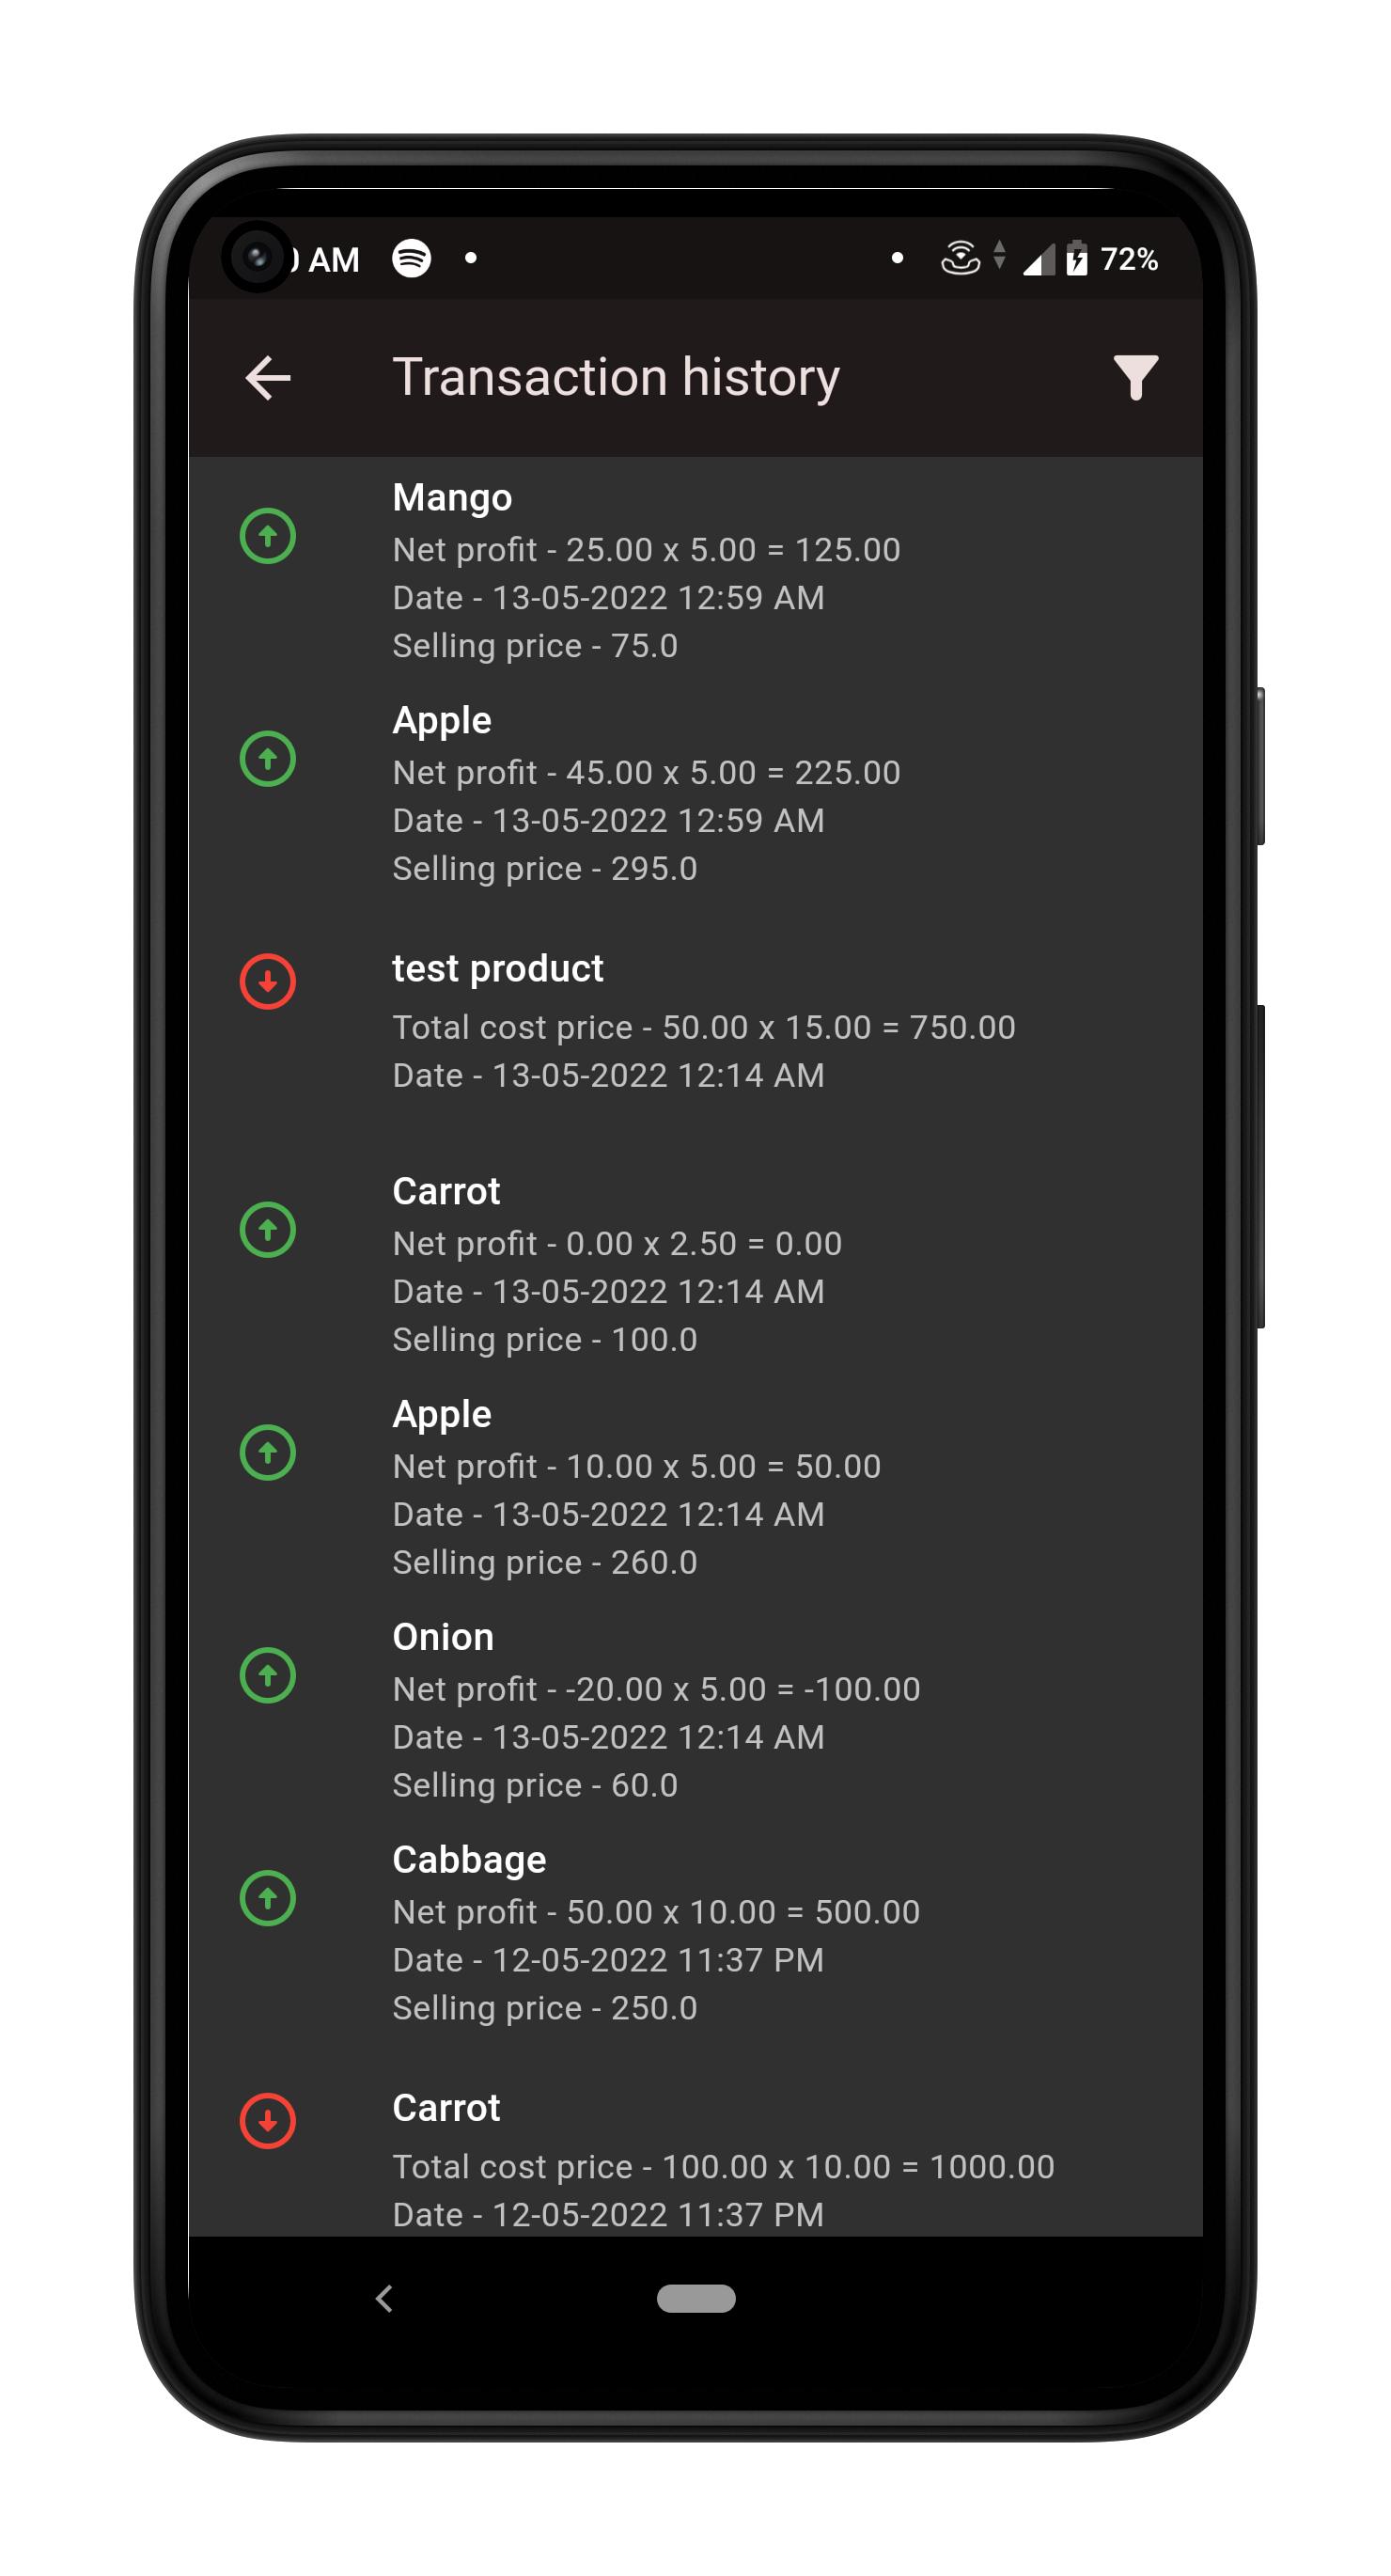 AM
72%
Transaction history
Mango
Net profit - 25.00 x 5.00 = 125.00
Date - 13-05-2022 12:59 AM
Selling price - 75.0
Apple
Net profit - 45.00 x 5.00 = 225.00
Date - 13-05-2022 12:59 AM
Selling price - 295.0
test product
Total cost price - 50.00 x 15.00 = 750.00
Date - 13-05-2022 12:14 AM
Carrot
Net profit - 0.00 x 2.50 = 0.00
Date - 13-05-2022 12:14 AM
Selling price - 100.0
Apple
Net profit - 10.00 x 5.00 = 50.00
Date - 13-05-2022 12:14 AM
Selling price - 260.0
Onion
Net profit - -20.00 x 5.00 = -100.00
Date - 13-05-2022 12:14 AM
Selling price - 60.0
Cabbage
Net profit - 50.00 x 10.00 = 500.00
Date - 12-05-2022 11:37 PM
Selling price - 250.0
Carrot
Total cost price - 100.00 x 10.00 = 1000.00
Date - 12-05-2022 11:37 PM